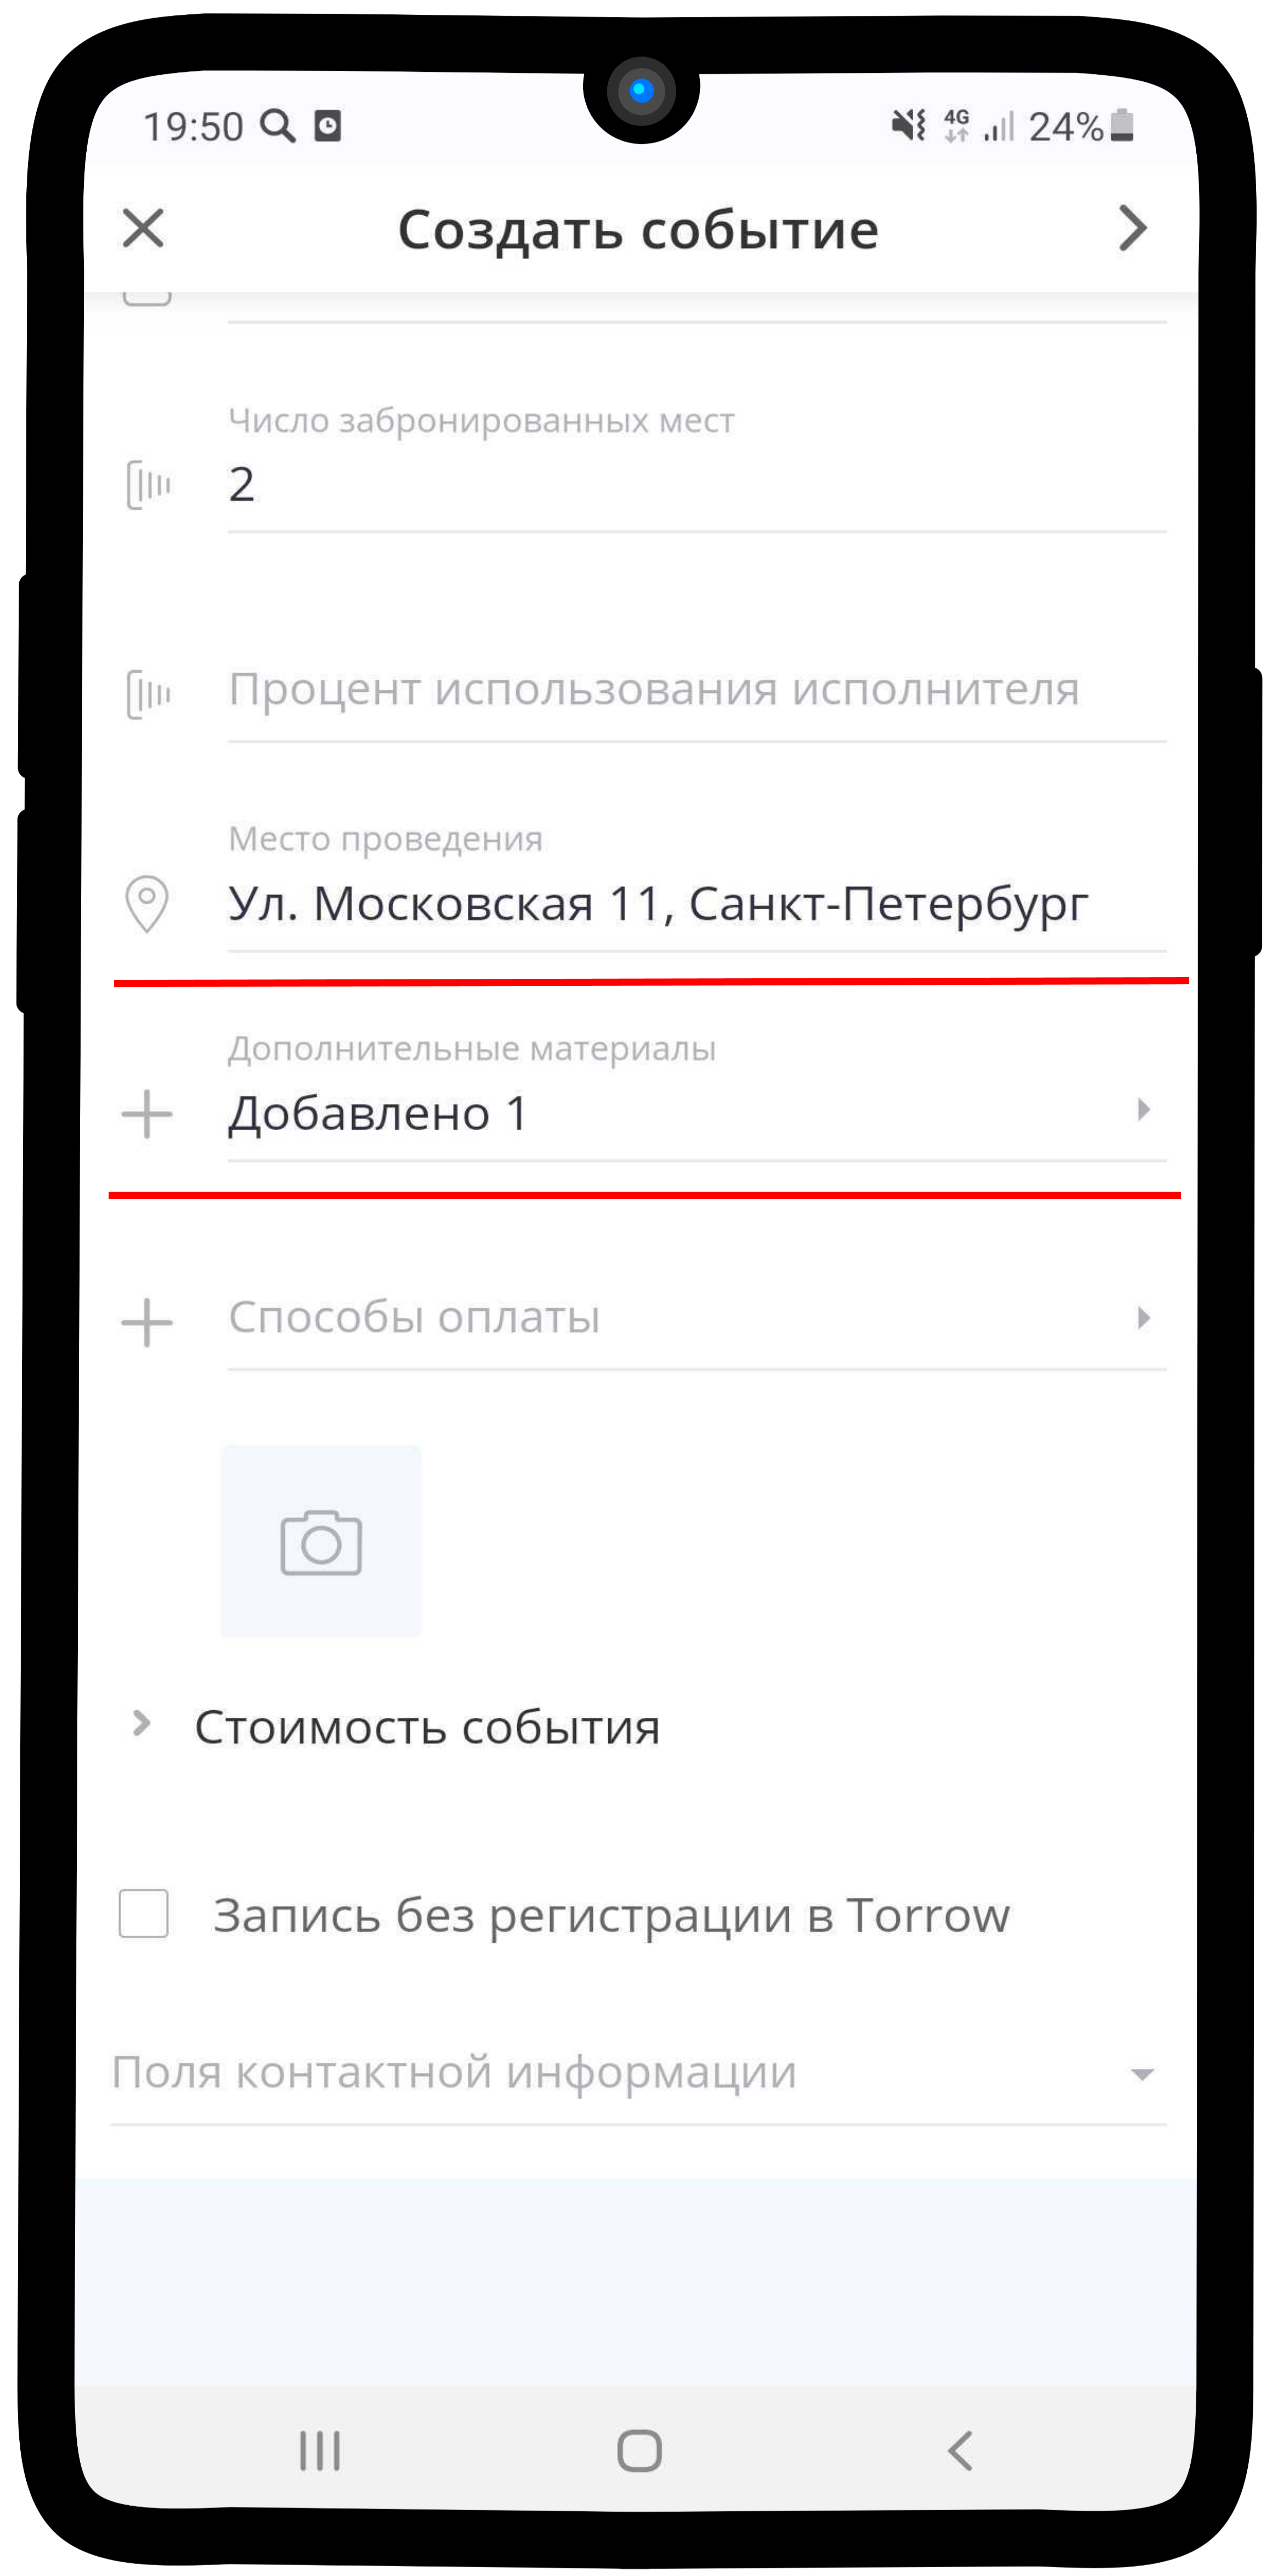 19:50
4G
24%
Создать событие
Число забронированных мест
2
Процент использования исполнителя
Место проведения
Ул. Московская 11, Санкт-Петербург
Дополнительные материалы
Добавлено 1
Способы оплаты
Стоимость события
Запись без регистрации в Torrow
Поля контактной информации